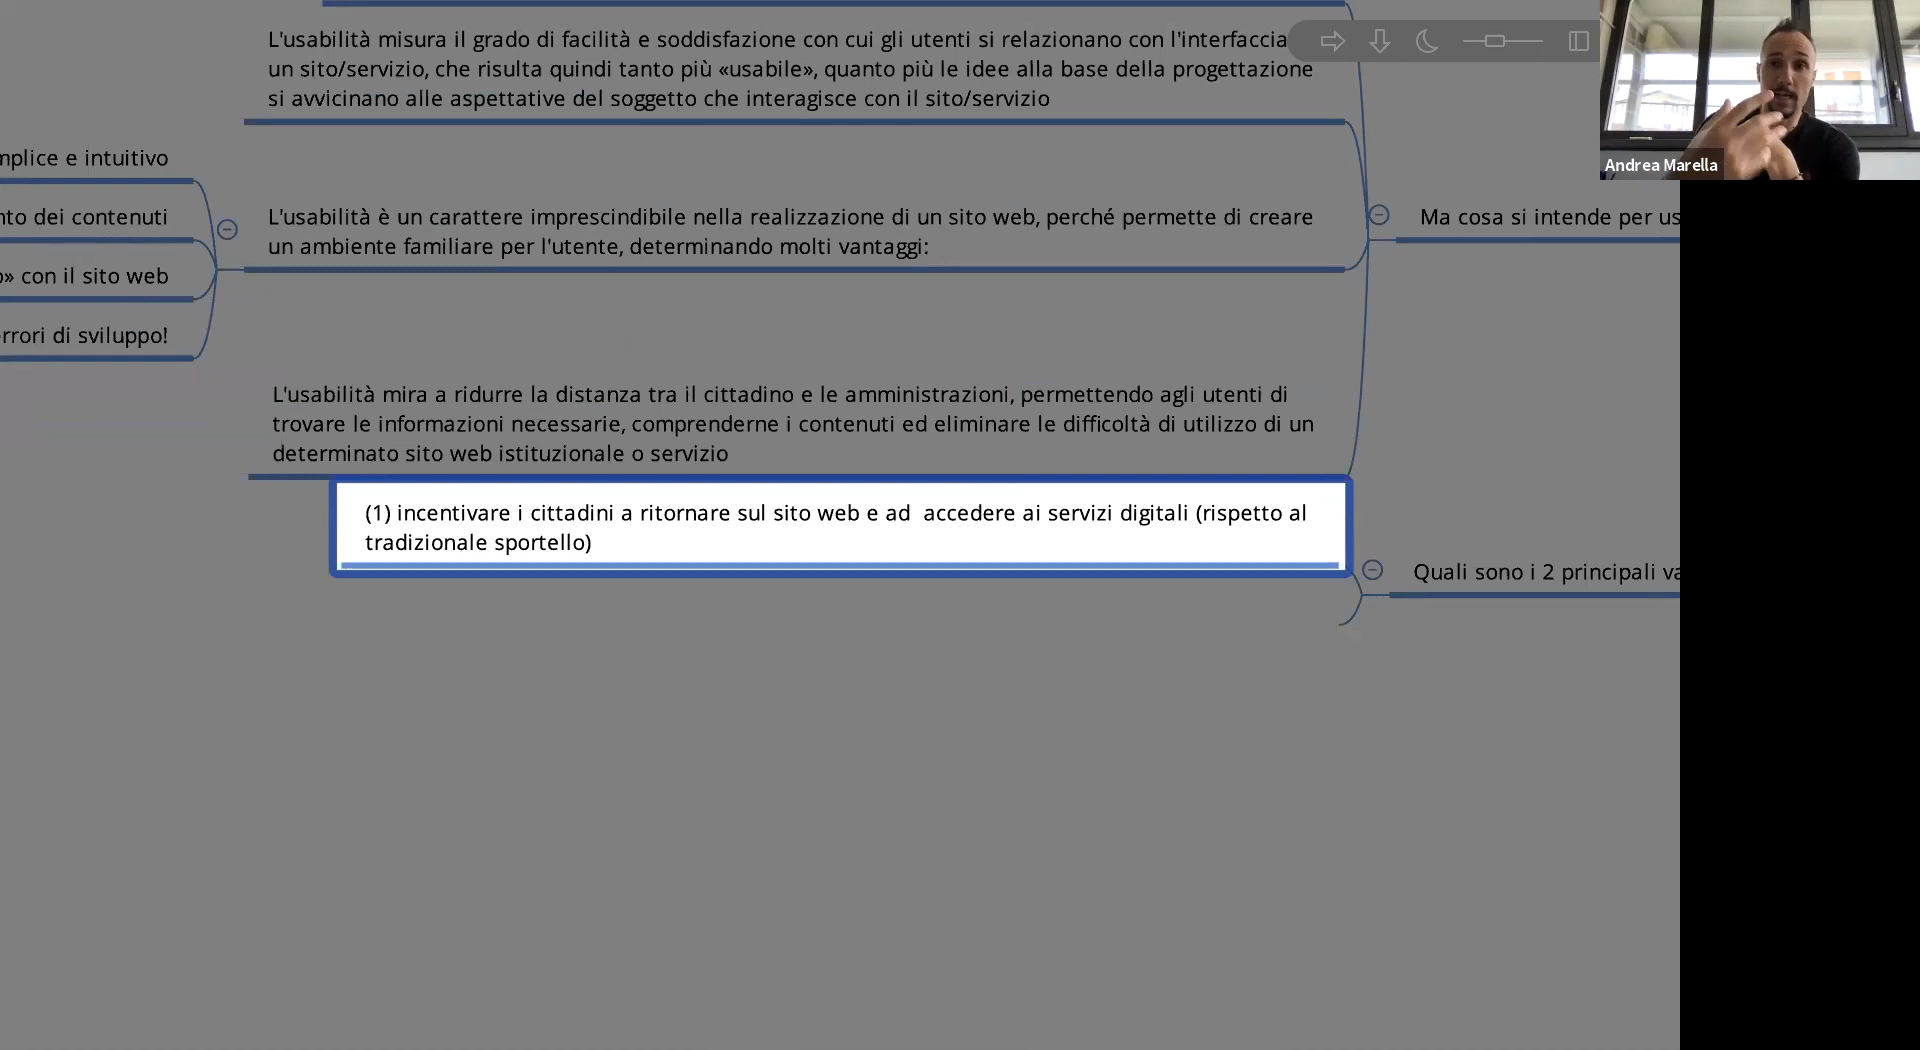 L'usabilità misura il grado di facilità e soddisfazione con cui gli utenti si relazionano con l'interfaccia
un sito/servizio, che risulta quindi tanto più «usabile», quanto più le idee alla base della progettazione
si avvicinano alle aspettative del soggetto che interagisce con il sito/servizio
Andrea Marella
mplice e intuitivo
nto dei contenuti
o» con il sito web
errori di sviluppo!
L'usabilità è un carattere imprescindibile nella realizzazione di un sito web, perché permette di creare
un ambiente familiare per l'utente, determinando molti vantaggi:
Ma cosa si intende per us
L'usabilità mira a ridurre la distanza tra il cittadino e le amministrazioni, permettendo agli utenti di
trovare le informazioni necessarie, comprenderne i contenuti ed eliminare le difficoltà di utilizzo di un
determinato sito web istituzionale o servizio
(1) incentivare i cittadini a ritornare sul sito web e ad  accedere ai servizi digitali (rispetto al
tradizionale sportello)
Quali sono i 2 principali va